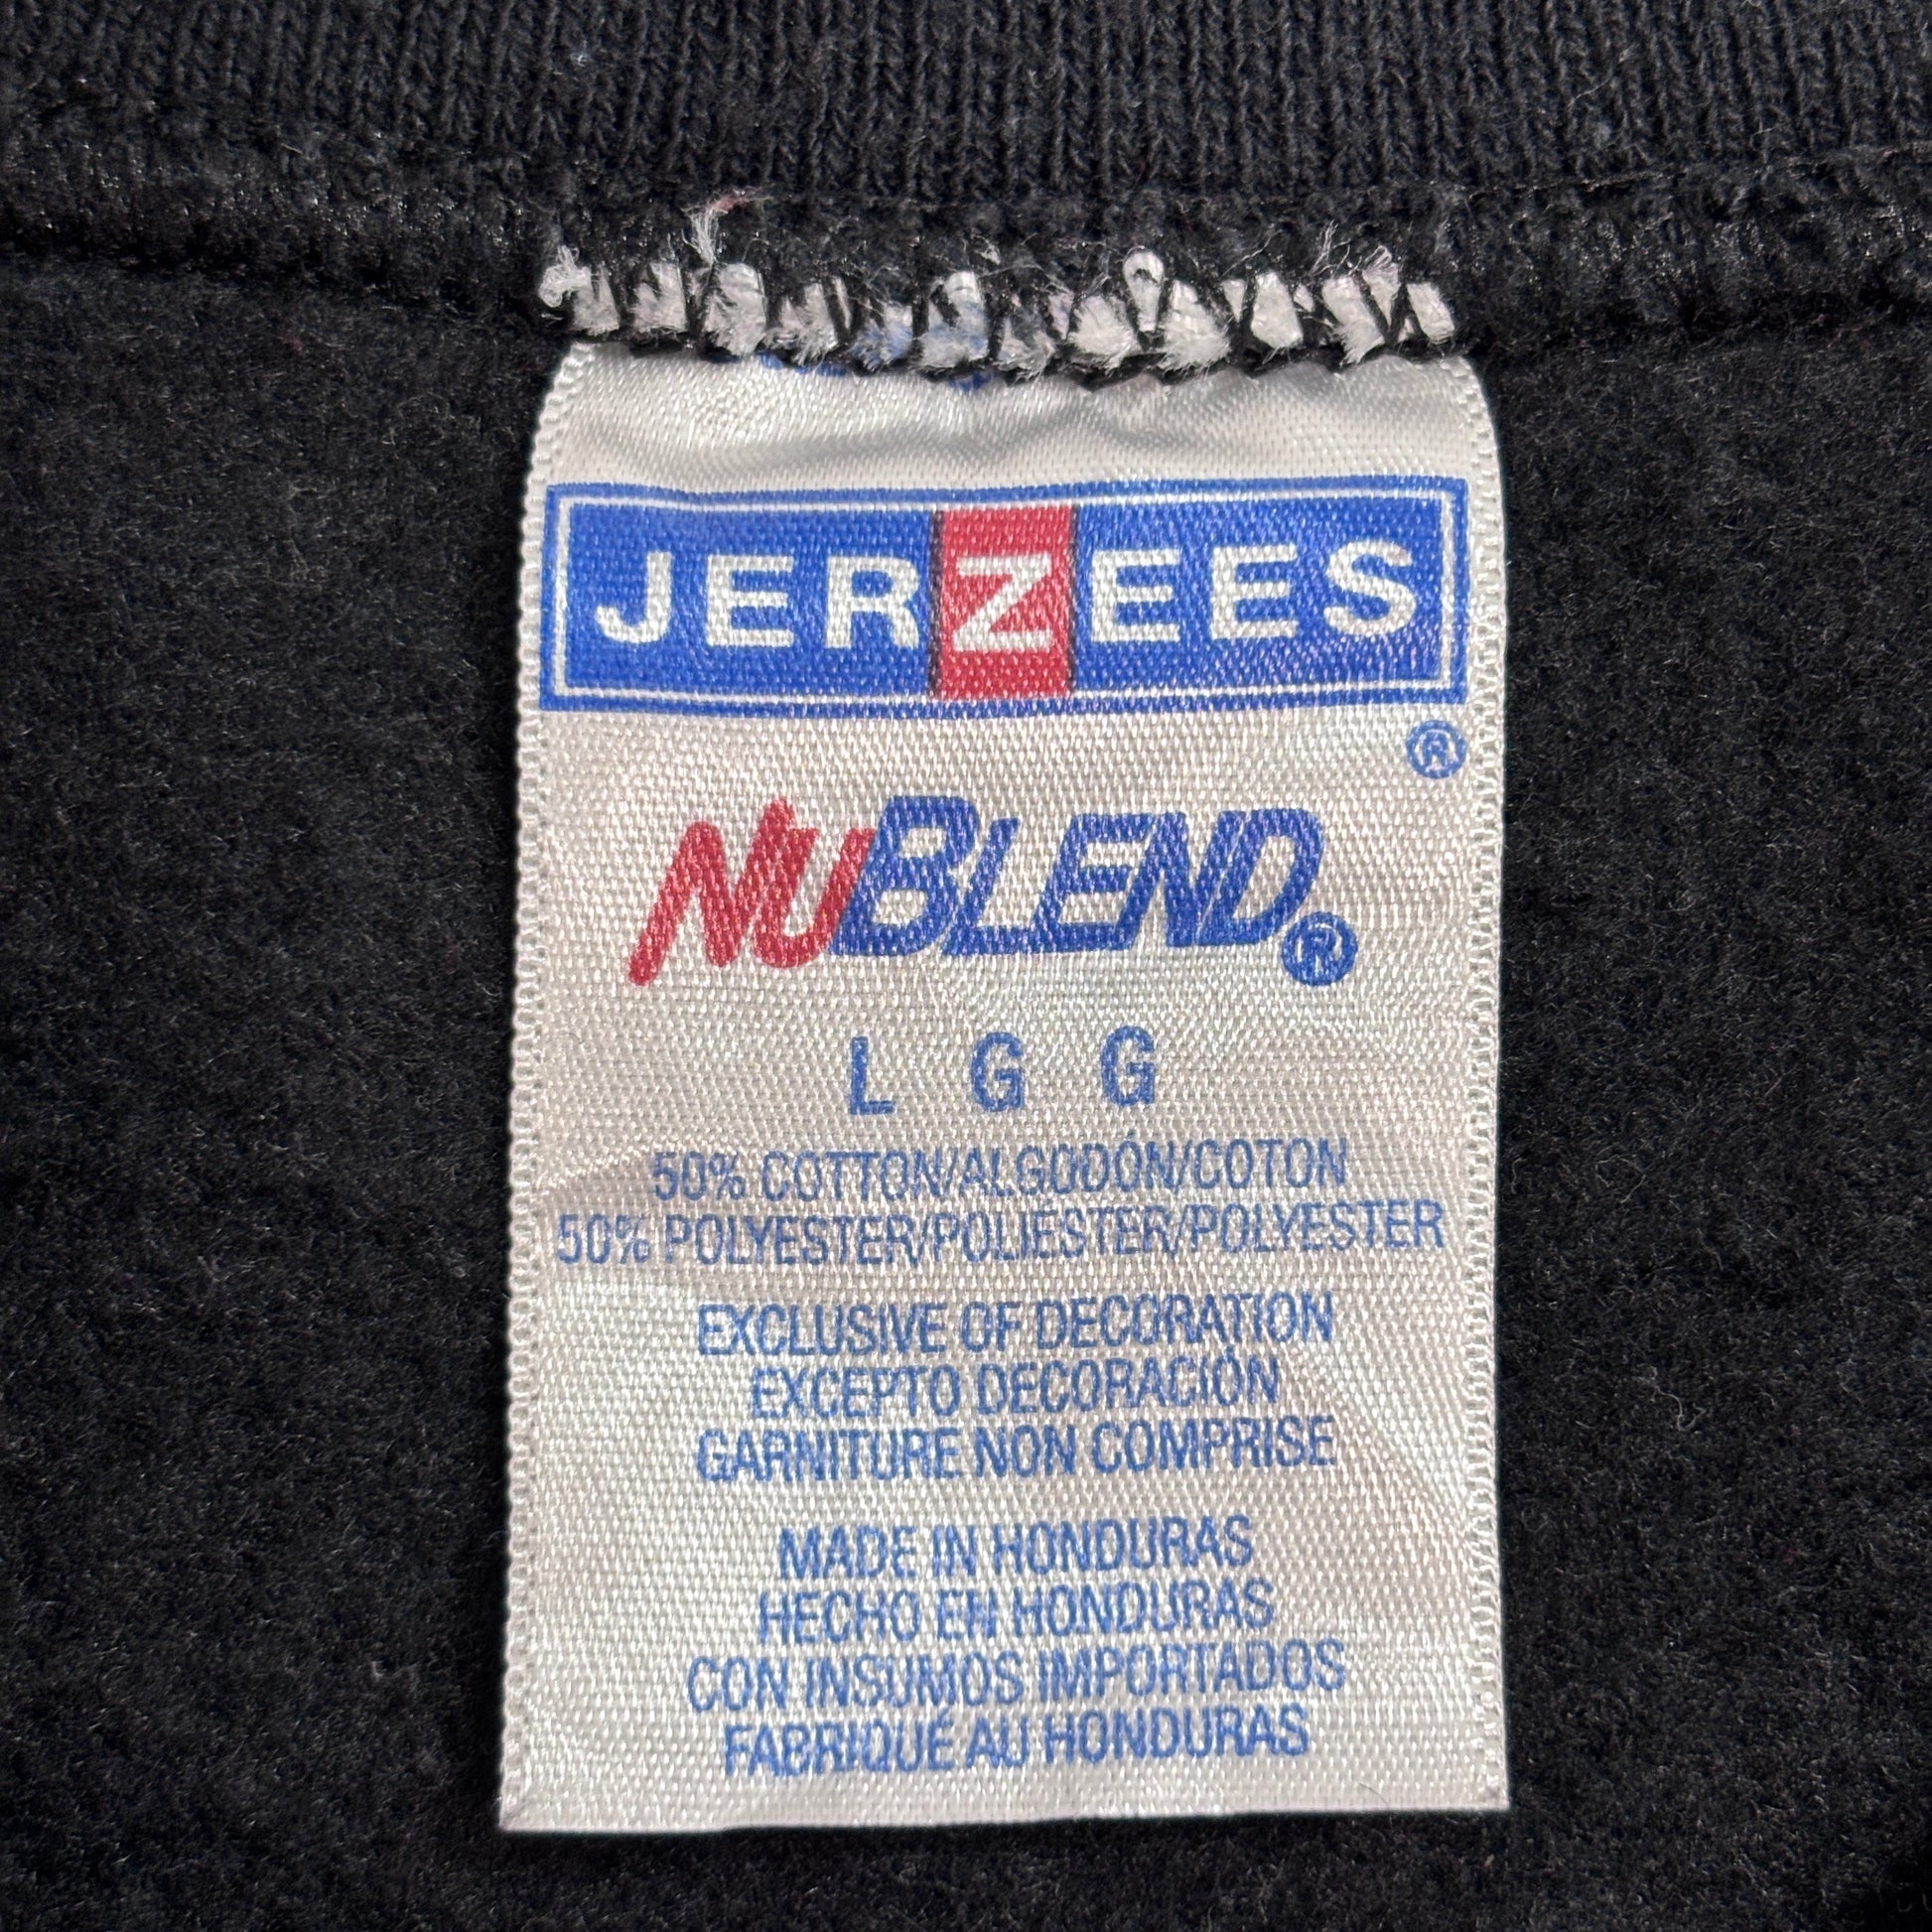 JERZEES
®
NUBLEND®
L G G
50% COTTON/ALGODÓN/COTON
50% POLYESTER/POLIÉSTER/POLYESTER
EXCLUSIVE OF DECORATION
EXCEPTO DECORACIÓN
GARNITURE NON COMPRISE
MADE IN HONDURAS
HECHO EN HONDURAS
CON INSUMOS IMPORTADOS
FABRIQUÉ AU HONDURAS